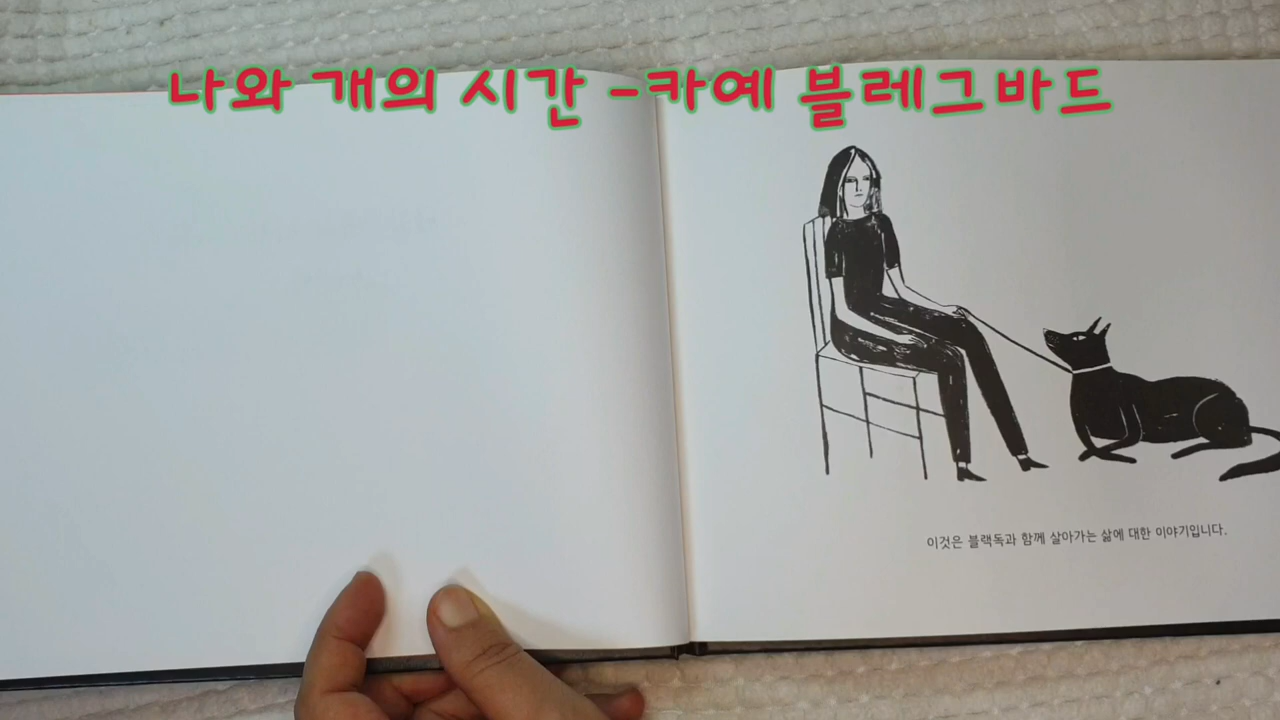 나와 개의 시간 -카예 블레그바드
이것은 블랙독과 함께 살아가는 삶에 대한 이야기입니다.